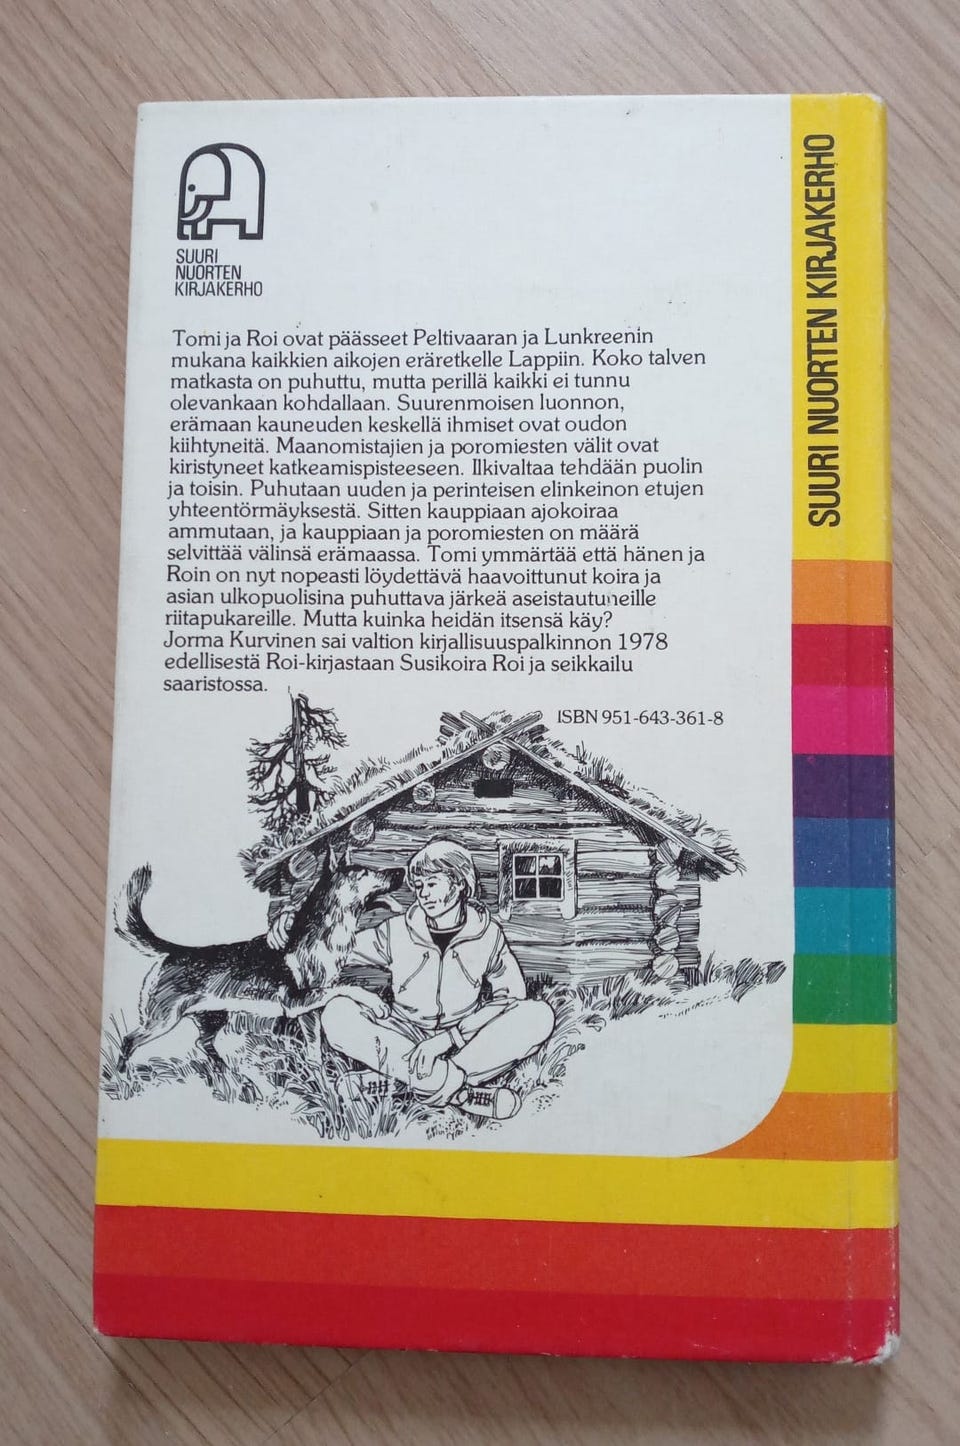 SUURI
NUORTEN
KIRJAKERHO
Tomi ja Roi ovat päässeet Peltivaaran ja Lunkreenin
mukana kaikkien aikojen eräretkelle Lappiin. Koko talven
matkasta on puhuttu, mutta perillä kaikki ei tunnu
olevankaan kohdallaan. Suurenmoisen luonnon,
erämaan kauneuden keskellä ihmiset ovat oudon
kiihtyneitä. Maanomistajien ja poromiesten välit ovat
kiristyneet katkeamispisteeseen. Ilkivaltaa tehdään puolin
ja toisin. Puhutaan uuden ja perinteisen elinkeinon etujen
yhteentörmäyksestä. Sitten kauppiaan ajokoiraa
ammutaan, ja kauppiaan ja poromiesten on määrä
selvittää välinsä erämaassa. Tomi ymmärtää että hänen ja
Roin on nyt nopeasti löydettävä haavoittunut koira ja
asian ulkopuolisina puhuttava järkeä aseistautuneille
riitapukareille. Mutta kuinka heidän itsensä käy?
Jorma Kurvinen sai valtion kirjallisuuspalkinnon 1978
edellisestä Roi-kirjastaan Susikoira Roi ja seikkailu
saaristossa.
ISBN 951-643-361-8
SUURI NUORTEN KIRJAKERHO